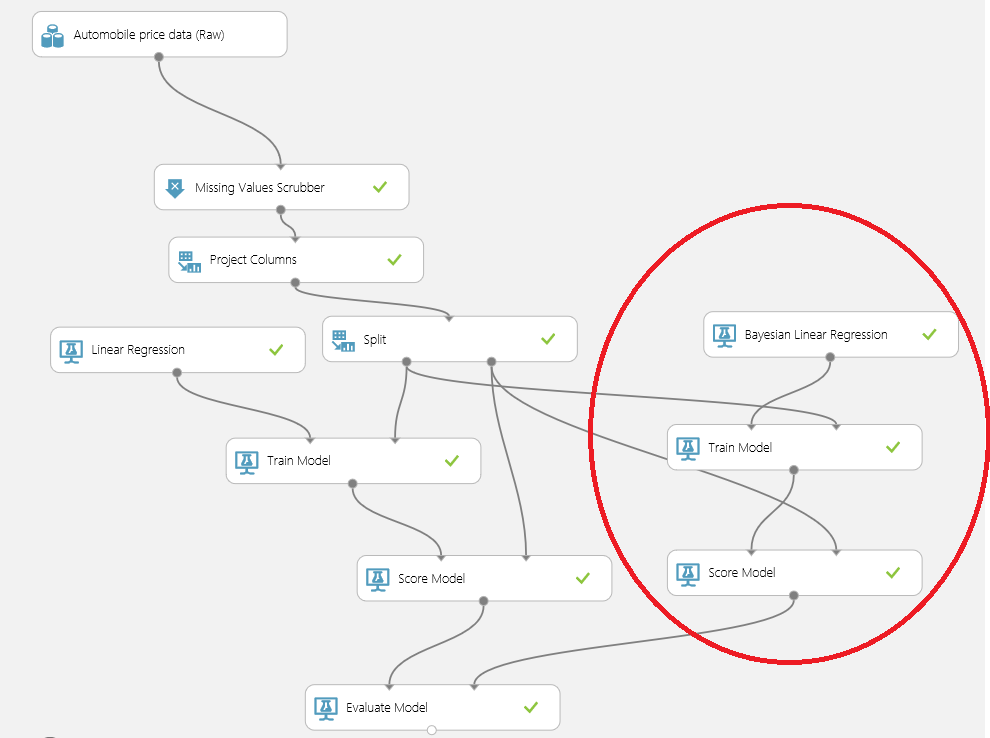 Automobile price data (Raw)
Missing Values Scrubber
Project Columns
Split
Linear Regression
Bayesian Linear Regression
Train Model
Train Model
Score Model
Score Model
Evaluate Model